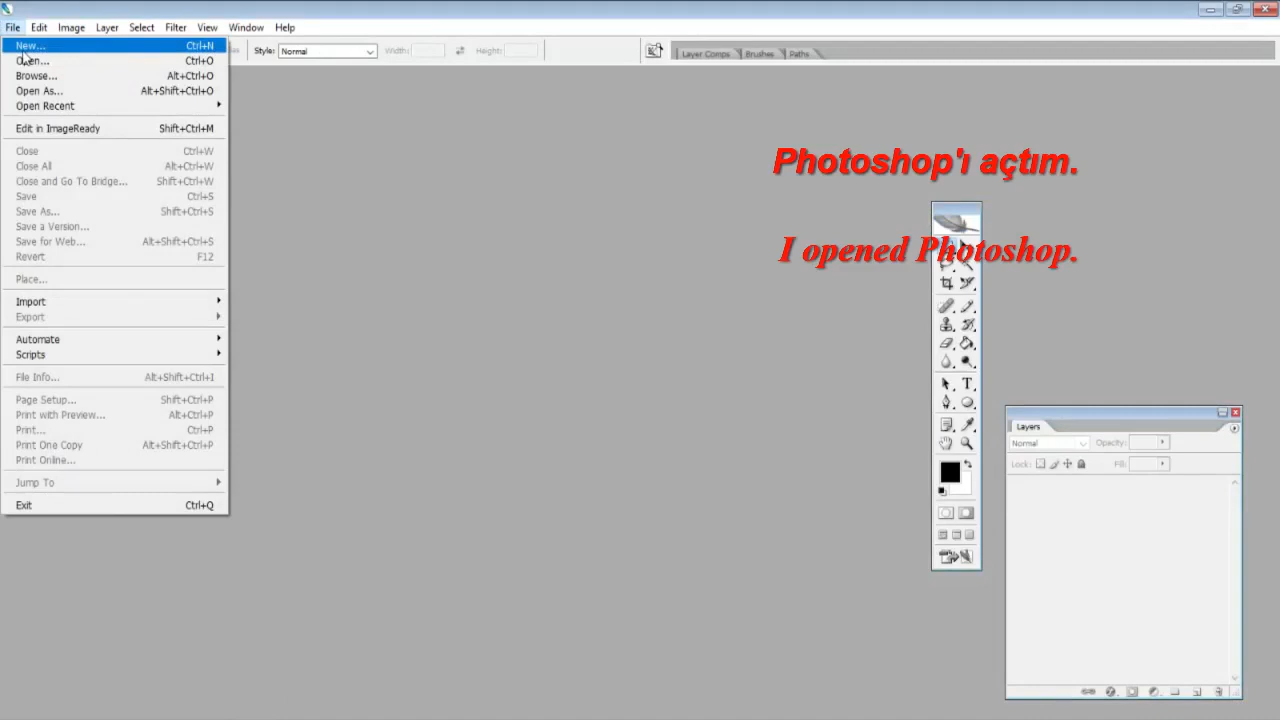 File Edit Image Layer Select Filter View Window Help
New... Ctrl+N
Open... Ctrl+O
Browse... Alt+Ctrl+O
Open As... Alt+Shift+Ctrl+O
Open Recent
Edit in ImageReady Shift+Ctrl+M
Close Ctrl+W
Close All Alt+Ctrl+W
Close and Go To Bridge... Shift+Ctrl+W
Save Ctrl+S
Save As... Shift+Ctrl+S
Save a Version...
Save for Web... Alt+Shift+Ctrl+S
Revert F12
Place...
Import
Export
Automate
Scripts
File Info... Alt+Shift+Ctrl+I
Page Setup... Shift+Ctrl+P
Print with Preview... Alt+Ctrl+P
Print... Ctrl+P
Print One Copy Alt+Shift+Ctrl+P
Print Online...
Jump To
Exit Ctrl+Q
Style: Normal Width: Height:
Layer Comps Brushes Paths
Photoshop'ı açtım.
I opened Photoshop.
Layers
Normal Opacity:
Lock: Fill: